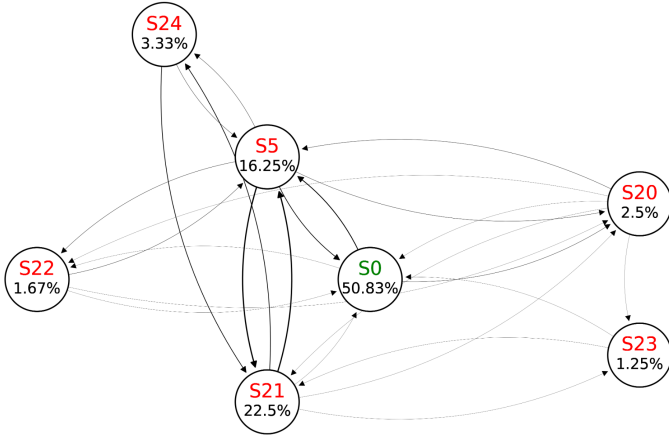 S24
3.33%
S5
16.25%
S20
2.5%
S22
1.67%
S0
50.83%
S23
1.25%
S21
22.5%